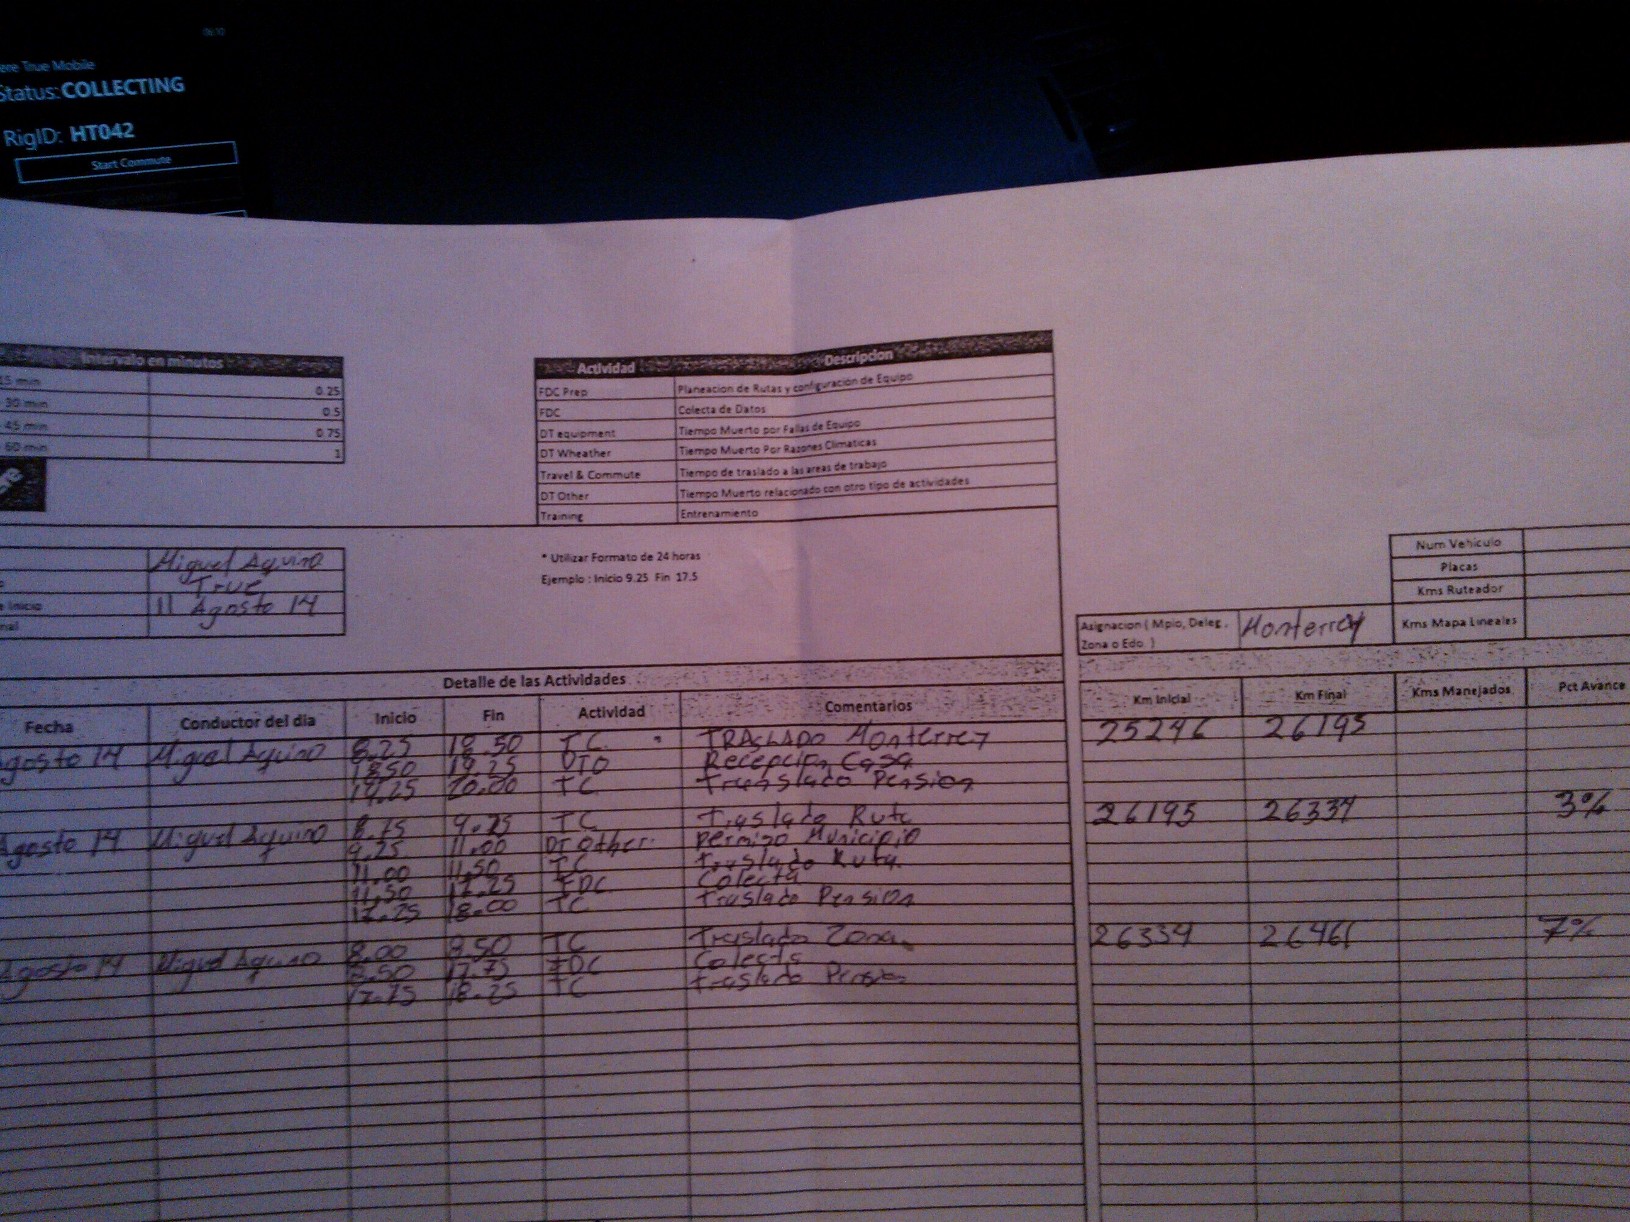 06:10
ere True Mobile
Status: COLLECTING
RigID: HT042
Start Commute
Intervalo en minutos
15 min 0.25
30 min 0.5
45 min 0.75
60 min 1
Actividad Descripcion
FDC Prep Planeacion de Rutas y configuracion de Equipo
FDC Colecta de Datos
DT equipment Tiempo Muerto por Fallas de Equipo
DT Wheather Tiempo Muerto Por Razones Climaticas
Travel & Commute Tiempo de traslado a las areas de trabajo
DT Other Tiempo Muerto relacionado con otro tipo de actividades
Training Entrenamiento
Miguel Aquino
True
e Inicio 11 Agosto 14
nal
* Utilizar Formato de 24 horas
Ejemplo : Inicio 9.25 Fin 17.5
Num Vehiculo
Placas
Kms Ruteador
Kms Mapa Lineales
Asignacion ( Mpio, Deleg, Zona o Edo ) Monterrey
Detalle de las Actividades
Fecha Conductor del dia Inicio Fin Actividad Comentarios Km Inicial Km Final Kms Manejados Pct Avance
gosto 14 Miguel Aquino 8.25 18.50 TC. TRASLADO Monterrey 25246 26195
18.50 19.25 DTO Recepcion Casa
19.25 20.00 TC Translado Pension
Agosto 14 Miguel Aquino 8.75 9.25 TC Traslado Ruta 26195 26334 3%
9.25 11.00 DT Other. Permiso Municipio
11.00 11.50 TC Traslado Ruta
11.50 17.25 FDC Colecta
17.25 18.00 TC Traslado Pension
Agosto 14 Miguel Aquino 8.00 8.50 TC Traslado Zona 26334 26461 7%
8.50 17.75 FDC Colecta
17.75 18.25 TC Traslado Pension